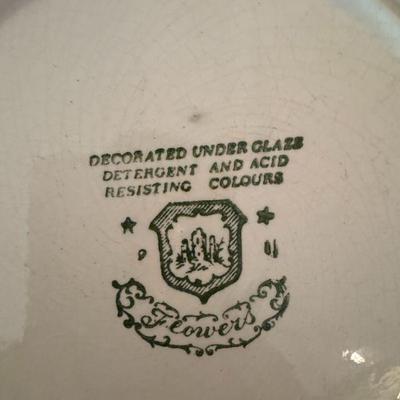 DECORATED UNDER GLAZE
DETERGENT AND ACID
RESISTING COLOURS
Flowers